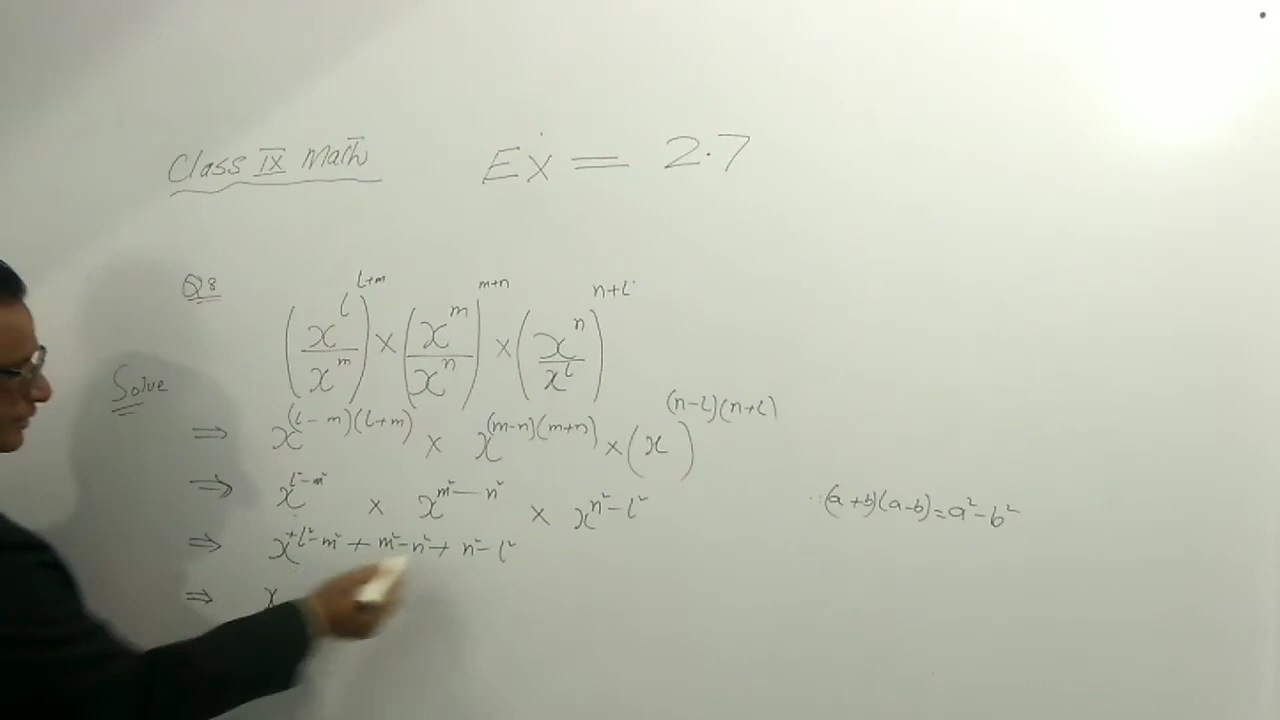 Class IX Math Ex = 2.7
Q8
(x^l / x^m)^(l+m) × (x^m / x^n)^(m+n) × (x^n / x^l)^(n+l)
Solve
⇒ x^(l-m)(l+m) × x^(m-n)(m+n) × (x)^(n-l)(n+l)
⇒ x^(l²-m²) × x^(m²-n²) × x^(n²-l²)
(a+b)(a-b)=a²-b²
⇒ x^(+l²-m²+m²-n²+n²-l²)
⇒ x